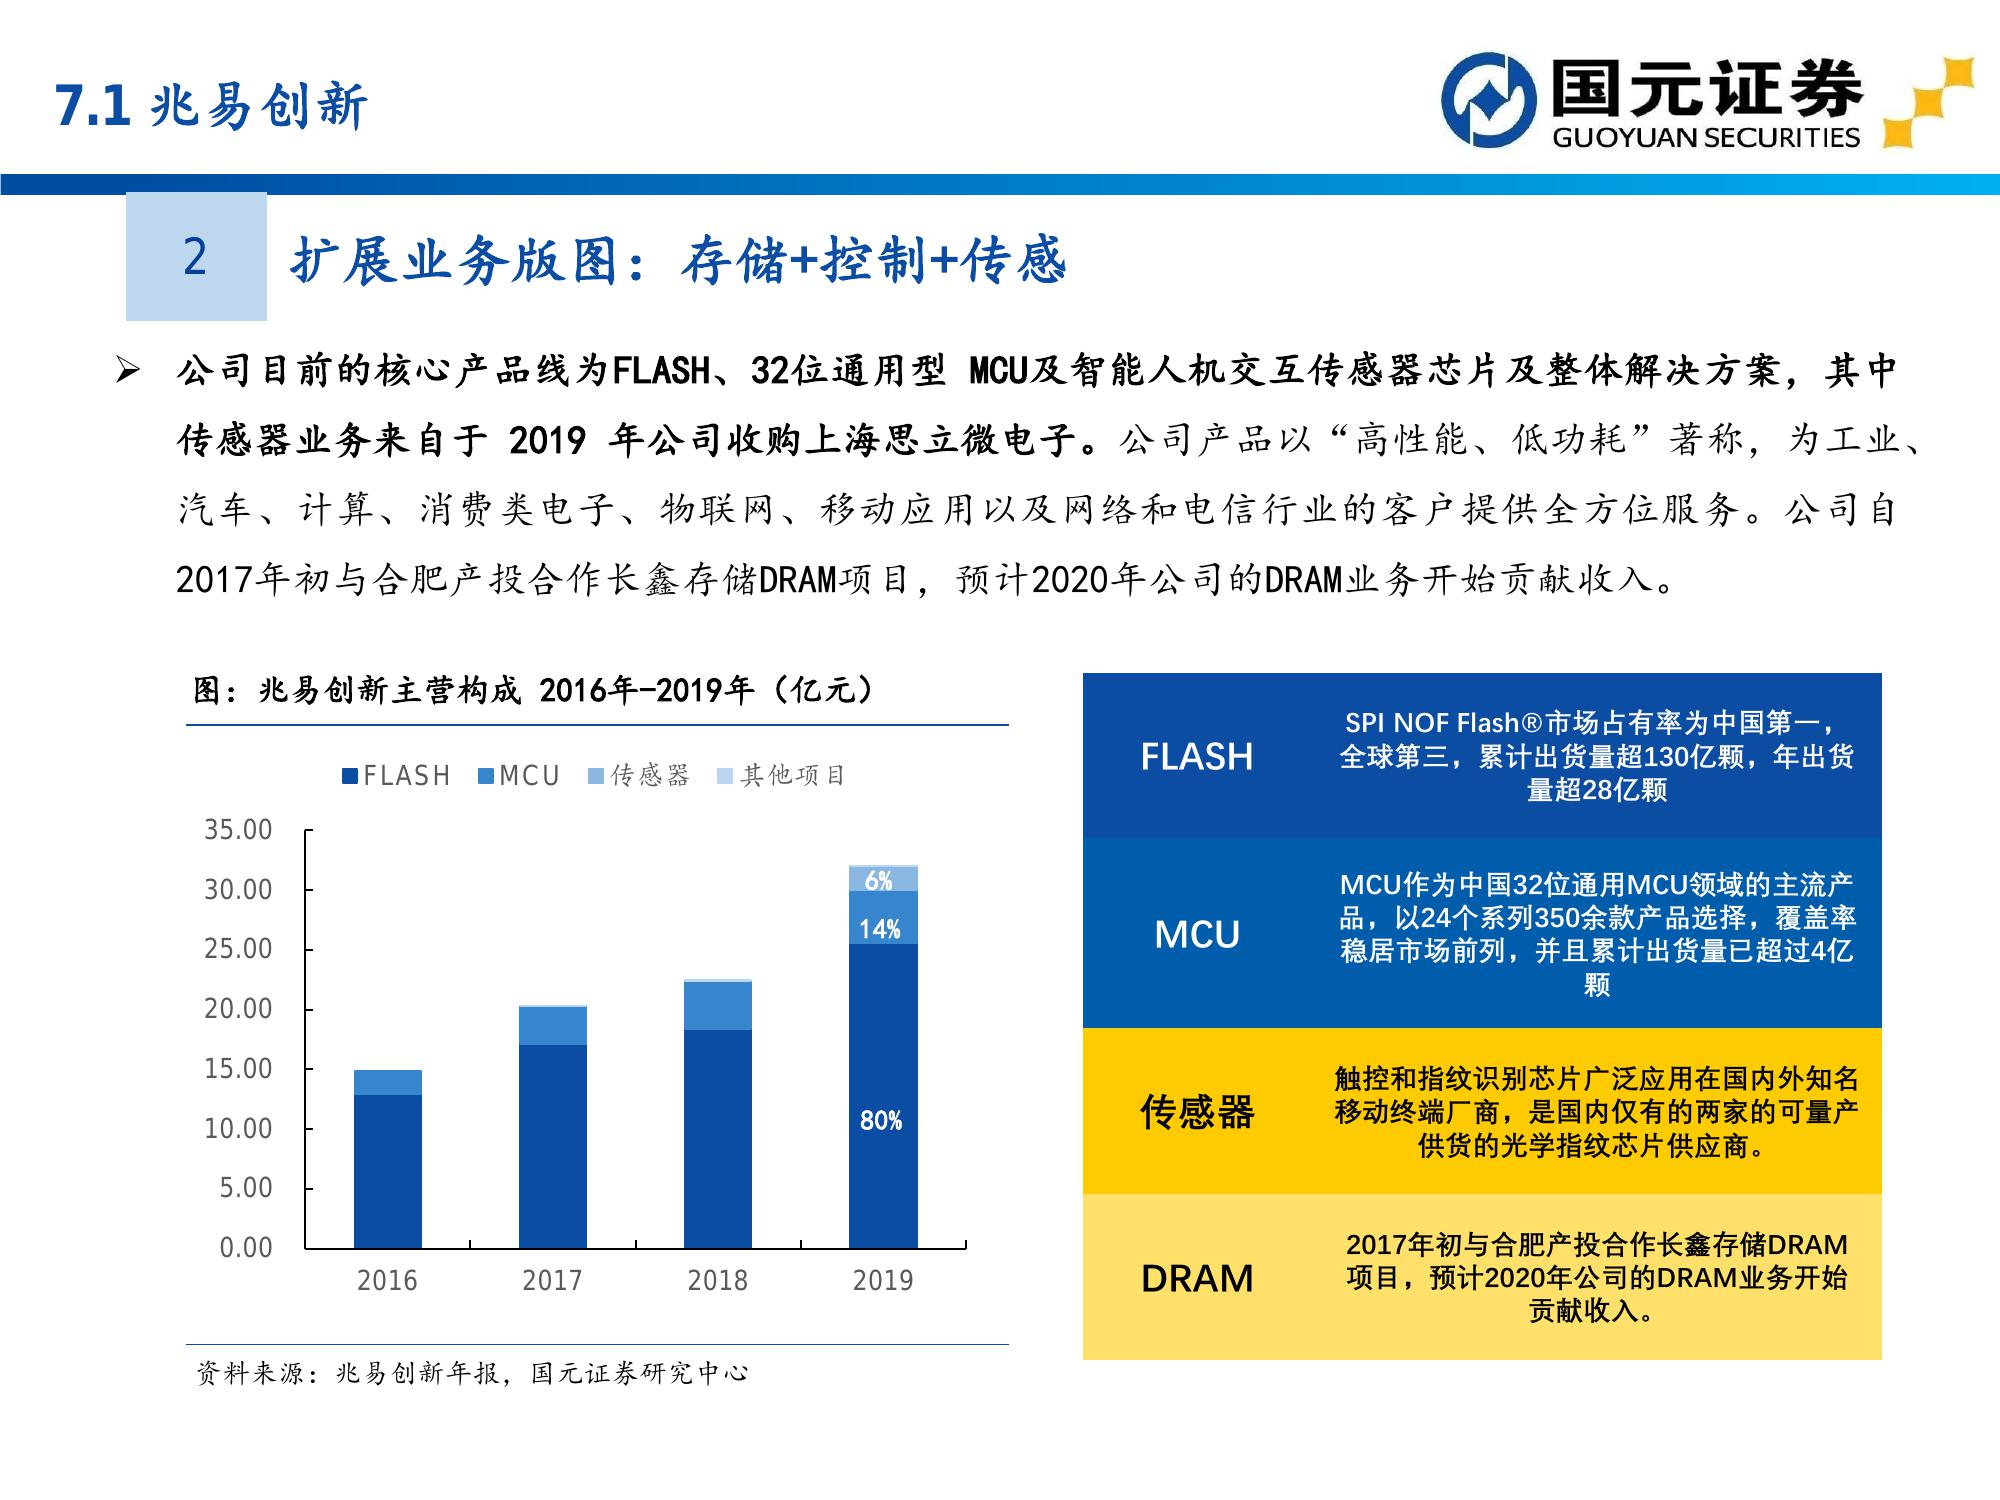 7.1 兆易创新
国元证券
GUOYUAN SECURITIES
2
扩展业务版图：存储+控制+传感
➢ 公司目前的核心产品线为FLASH、32位通用型 MCU及智能人机交互传感器芯片及整体解决方案，其中
传感器业务来自于 2019 年公司收购上海思立微电子。公司产品以“高性能、低功耗”著称，为工业、
汽车、计算、消费类电子、物联网、移动应用以及网络和电信行业的客户提供全方位服务。公司自
2017年初与合肥产投合作长鑫存储DRAM项目，预计2020年公司的DRAM业务开始贡献收入。
图：兆易创新主营构成 2016年-2019年（亿元）
FLASH MCU 传感器 其他项目
35.00
30.00
25.00
20.00
15.00
10.00
5.00
0.00
6%
14%
80%
2016 2017 2018 2019
资料来源：兆易创新年报，国元证券研究中心
FLASH
SPI NOF Flash®市场占有率为中国第一，
全球第三，累计出货量超130亿颗，年出货
量超28亿颗
MCU
MCU作为中国32位通用MCU领域的主流产
品，以24个系列350余款产品选择，覆盖率
稳居市场前列，并且累计出货量已超过4亿
颗
传感器
触控和指纹识别芯片广泛应用在国内外知名
移动终端厂商，是国内仅有的两家的可量产
供货的光学指纹芯片供应商。
DRAM
2017年初与合肥产投合作长鑫存储DRAM
项目，预计2020年公司的DRAM业务开始
贡献收入。